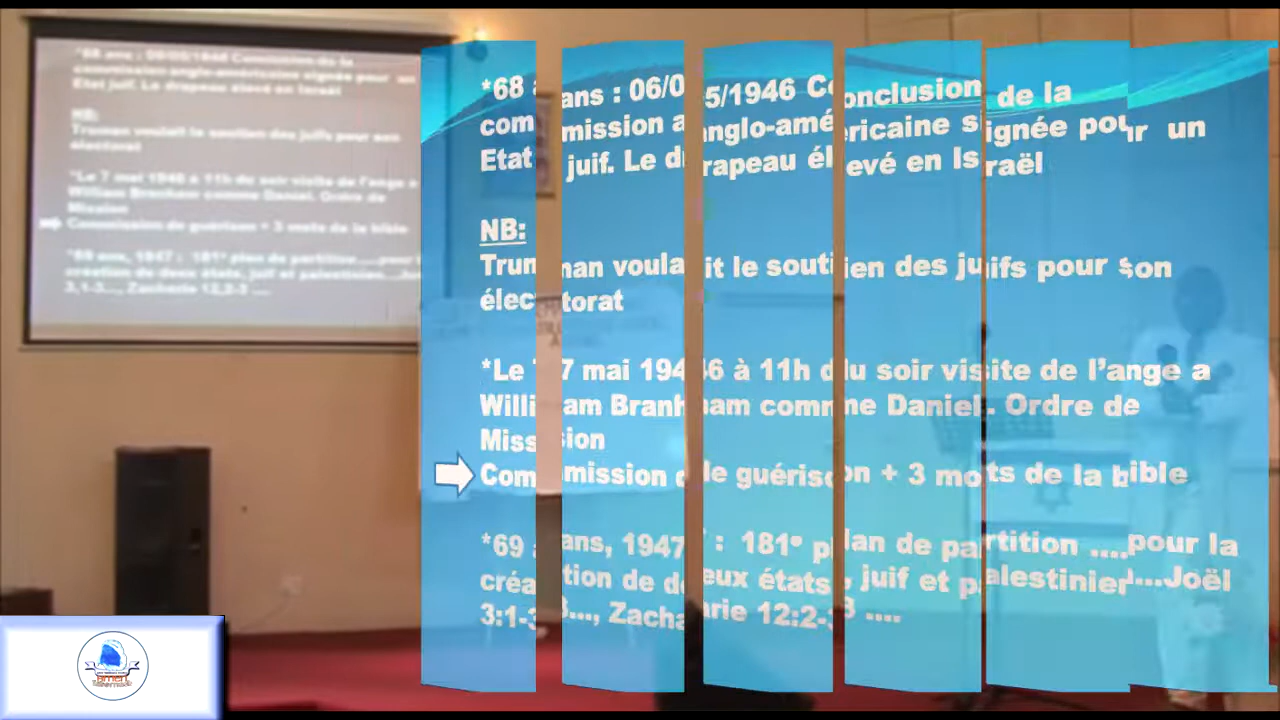 *68 ans : 06/05/1946 Conclusion de la
commission anglo-américaine signée pour un
Etat juif. Le drapeau élevé en Israël
NB:
Truman voulait le soutien des juifs pour son
électorat
*Le 7 mai 1946 à 11h du soir visite de l’ange a
William Branham comme Daniel. Ordre de
Mission
Commission de guérison + 3 mots de la bible
*69 ans, 1947 : 181e plan de partition ....pour la
création de deux états, juif et palestinien....Joël
3:1-3..., Zacharie 12:2-3 ....